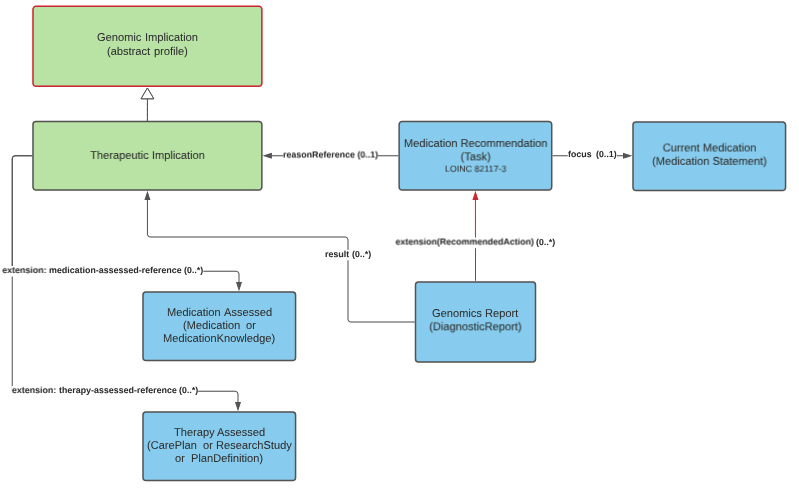 Genomic Implication
(abstract profile)
Therapeutic Implication
reasonReference (0..1)
Medication Recommendation
(Task)
LOINC 82117-3
focus (0..1)
Current Medication
(Medication Statement)
extension(RecommendedAction) (0..*)
result (0..*)
extension: medication-assessed-reference (0..*)
Medication Assessed
(Medication or
MedicationKnowledge)
Genomics Report
(DiagnosticReport)
extension: therapy-assessed-reference (0..*)
Therapy Assessed
(CarePlan or ResearchStudy
or PlanDefinition)